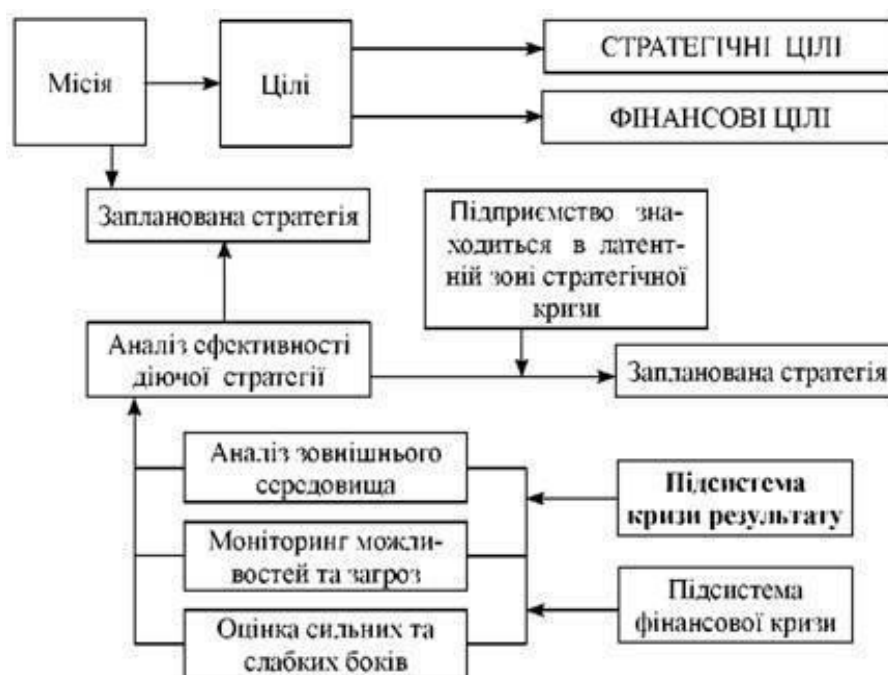 Місія
Цілі
СТРАТЕГІЧНІ ЦІЛІ
ФІНАНСОВІ ЦІЛІ
Запланована стратегія
Підприємство зна-
ходиться в латент-
ній зоні стратегічної
кризи
Аналіз ефективності
діючої стратегії
Запланована стратегія
Аналіз зовнішнього
середовища
Підсистема
кризи результату
Моніторинг можли-
востей та загроз
Підсистема
фінансової кризи
Оцінка сильних та
слабких боків